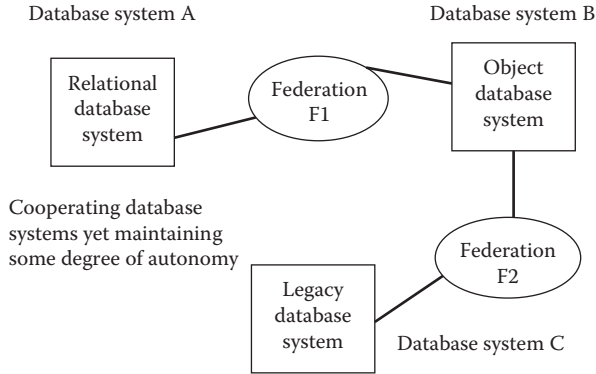 Database system A
Database system B
Relational
database
system
Federation
F1
Object
database
system
Cooperating database
systems yet maintaining
some degree of autonomy
Federation
F2
Legacy
database
system
Database system C